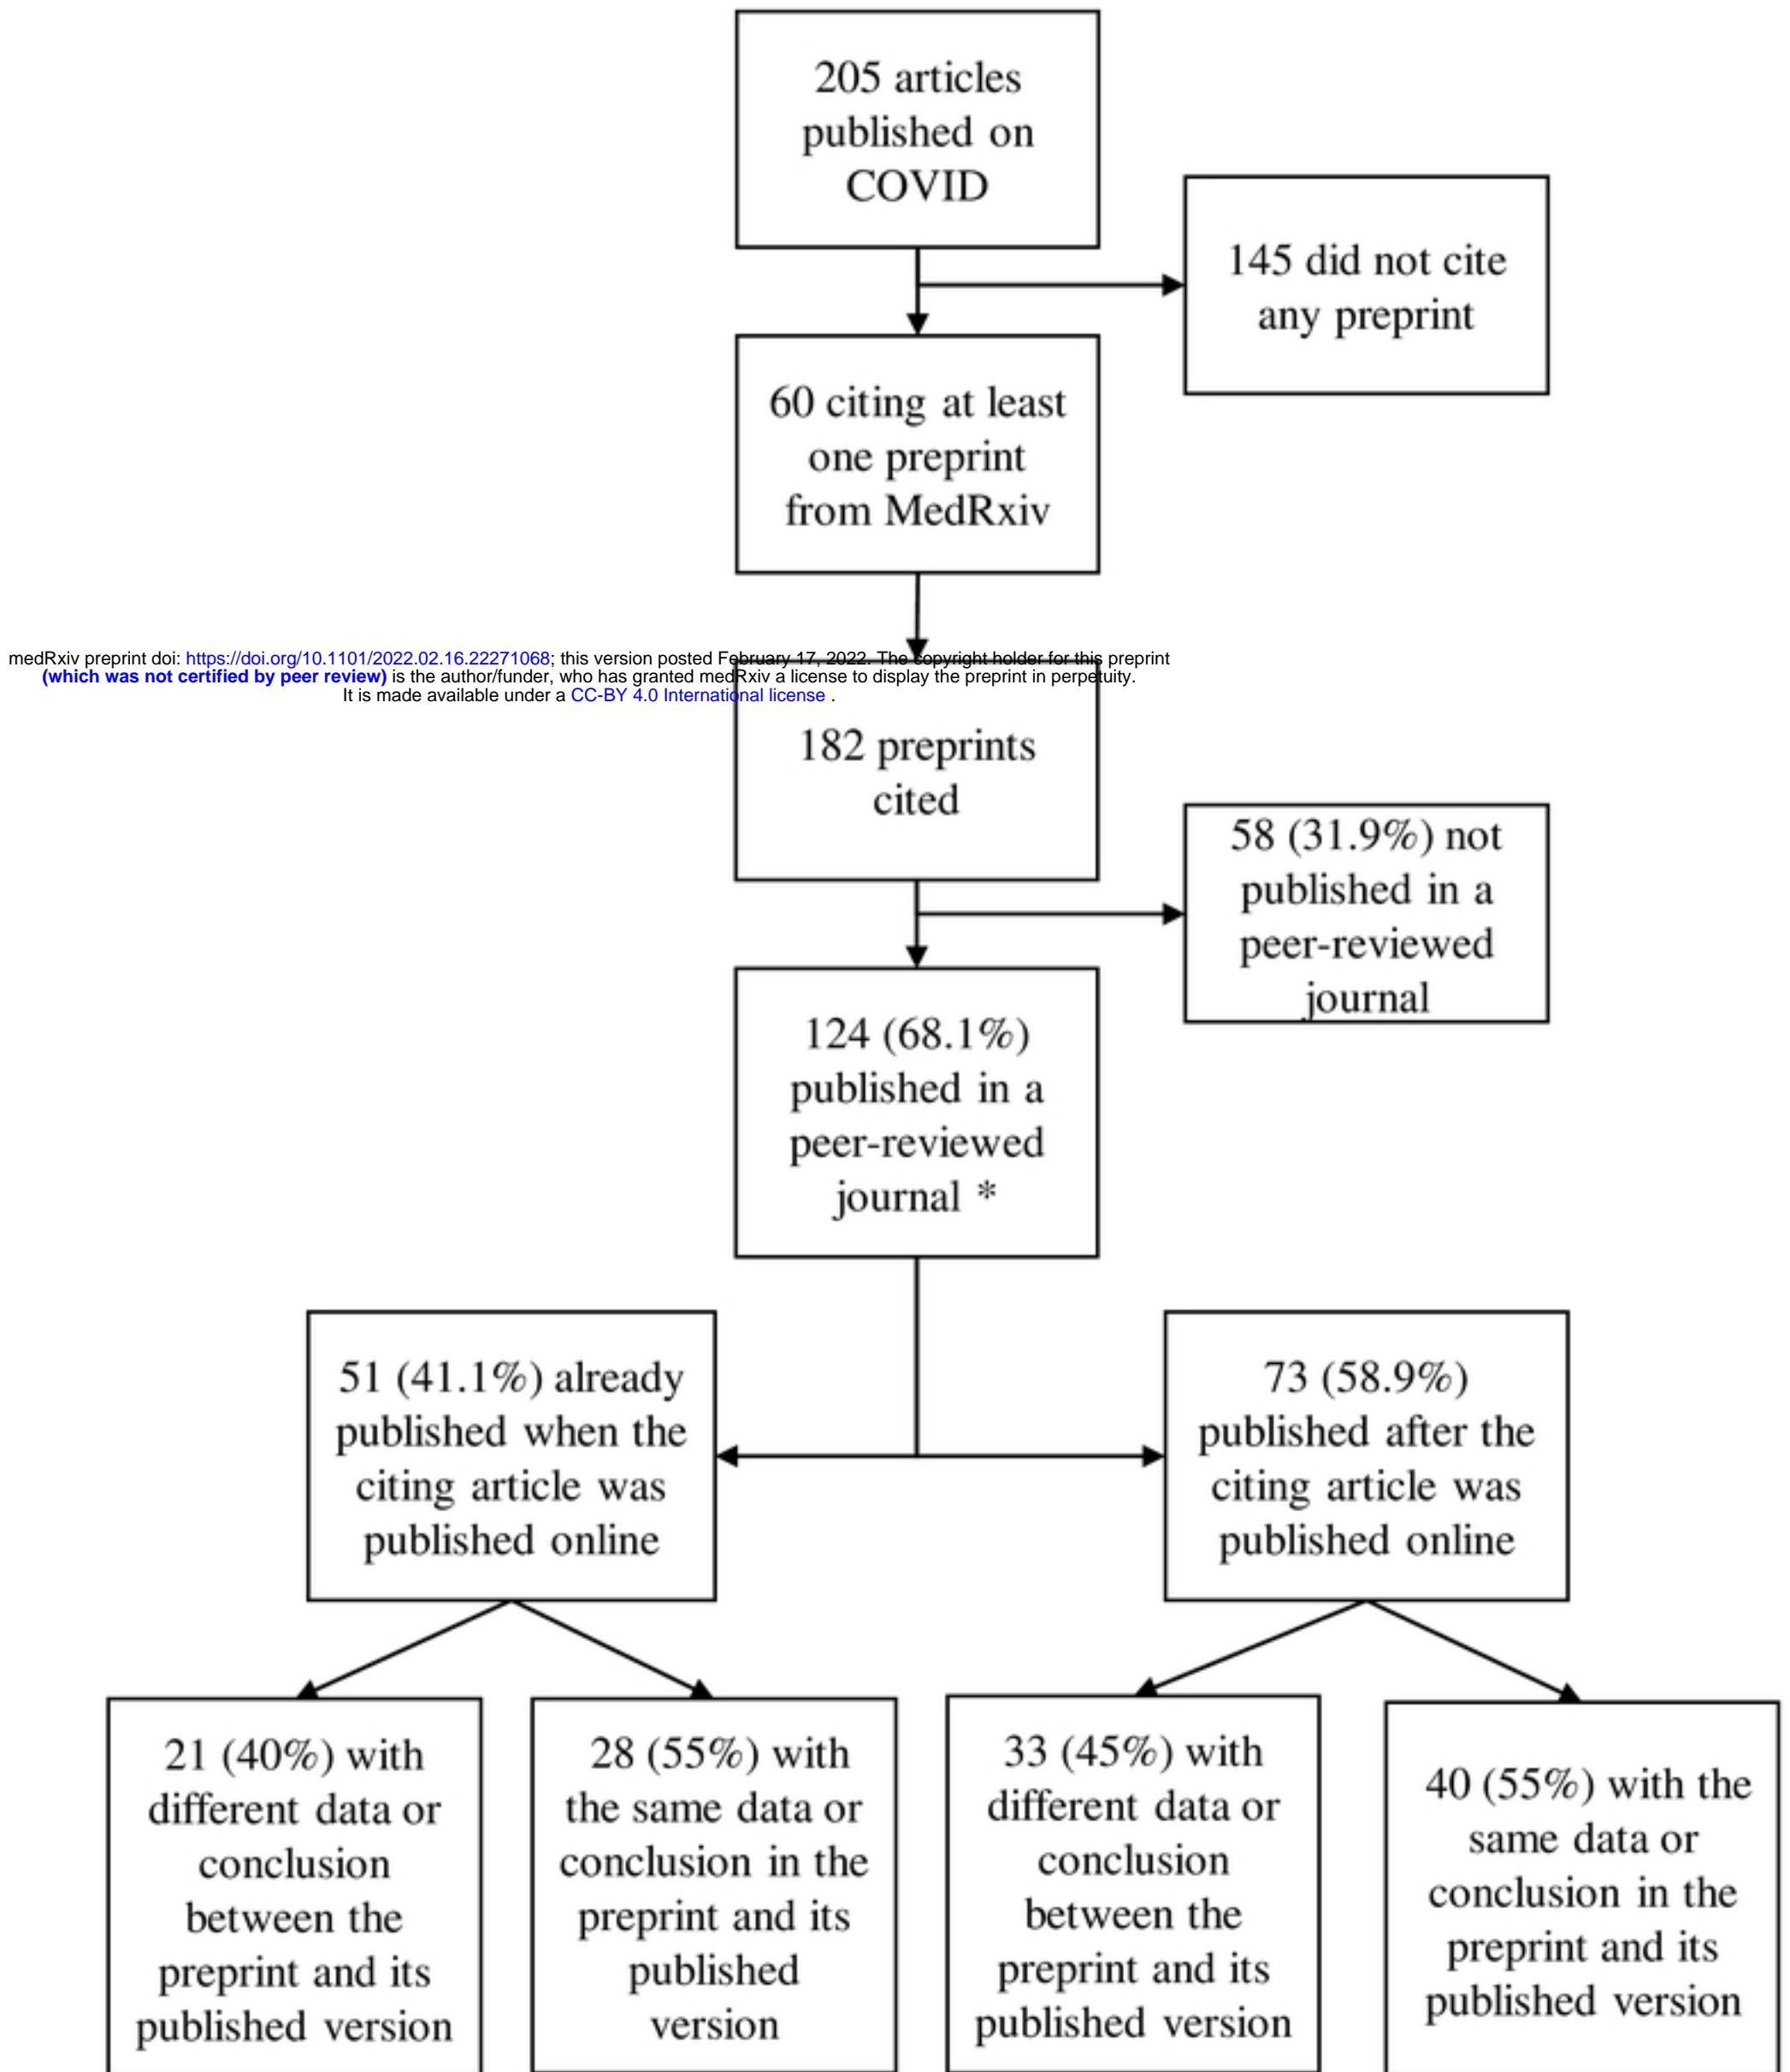 205 articles
published on
COVID
145 did not cite
any preprint
60 citing at least
one preprint
from MedRxiv
medRxiv preprint doi: https://doi.org/10.1101/2022.02.16.22271068; this version posted February 17, 2022. The copyright holder for this preprint
(which was not certified by peer review) is the author/funder, who has granted medRxiv a license to display the preprint in perpetuity.
It is made available under a CC-BY 4.0 International license .
182 preprints
cited
58 (31.9%) not
published in a
peer-reviewed
journal
124 (68.1%)
published in a
peer-reviewed
journal *
51 (41.1%) already
published when the
citing article was
published online
73 (58.9%)
published after the
citing article was
published online
21 (40%) with
different data or
conclusion
between the
preprint and its
published version
28 (55%) with
the same data or
conclusion in the
preprint and its
published
version
33 (45%) with
different data or
conclusion
between the
preprint and its
published version
40 (55%) with the
same data or
conclusion in the
preprint and its
published version